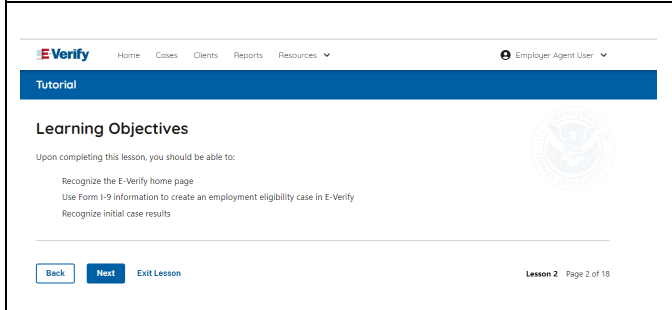 E-Verify Home Cases Clients Reports Resources Employer Agent User
Tutorial
Learning Objectives
Upon completing this lesson, you should be able to:
Recognize the E-Verify home page
Use Form I-9 information to create an employment eligibility case in E-Verify
Recognize initial case results
Back Next Exit Lesson Lesson 2 Page 2 of 18